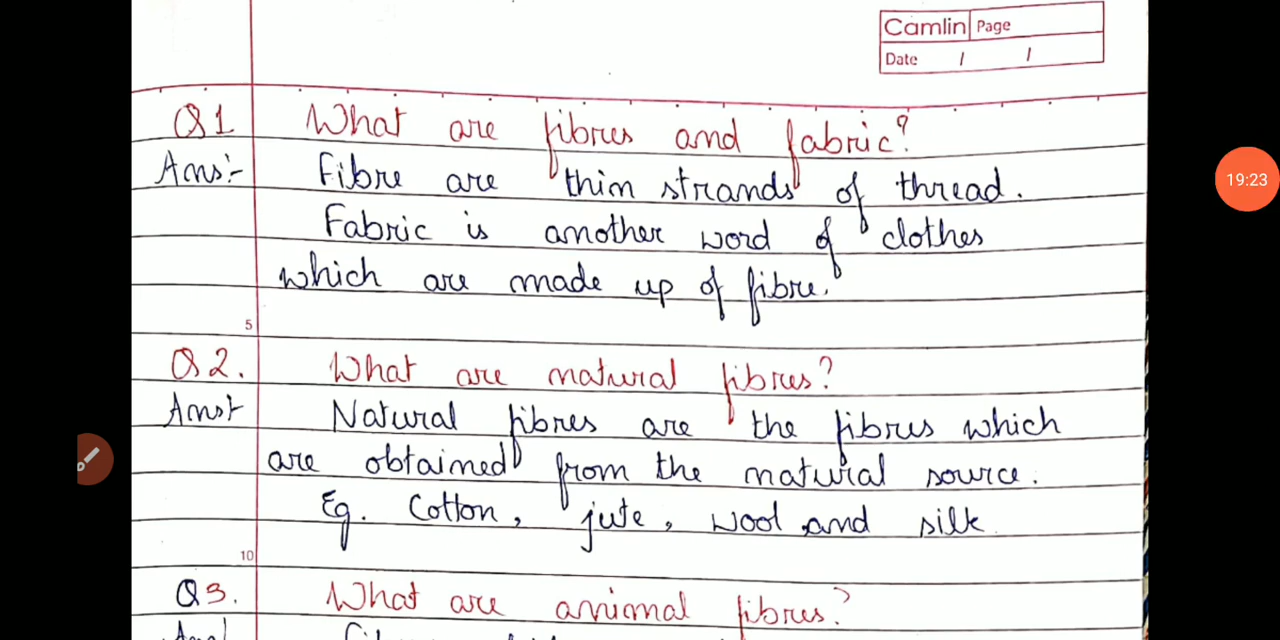 Camlin Page
Date / /
Q1 What are fibres and fabric?
Ans:- Fibre are thin strands of thread.
19:23
Fabric is another word of clothes
which are made up of fibre.
5
Q2. What are natural fibres?
Ans:- Natural fibres are the fibres which
are obtained from the natural source.
Eg. Cotton, jute, wool and silk
10
Q3. What are animal fibres?